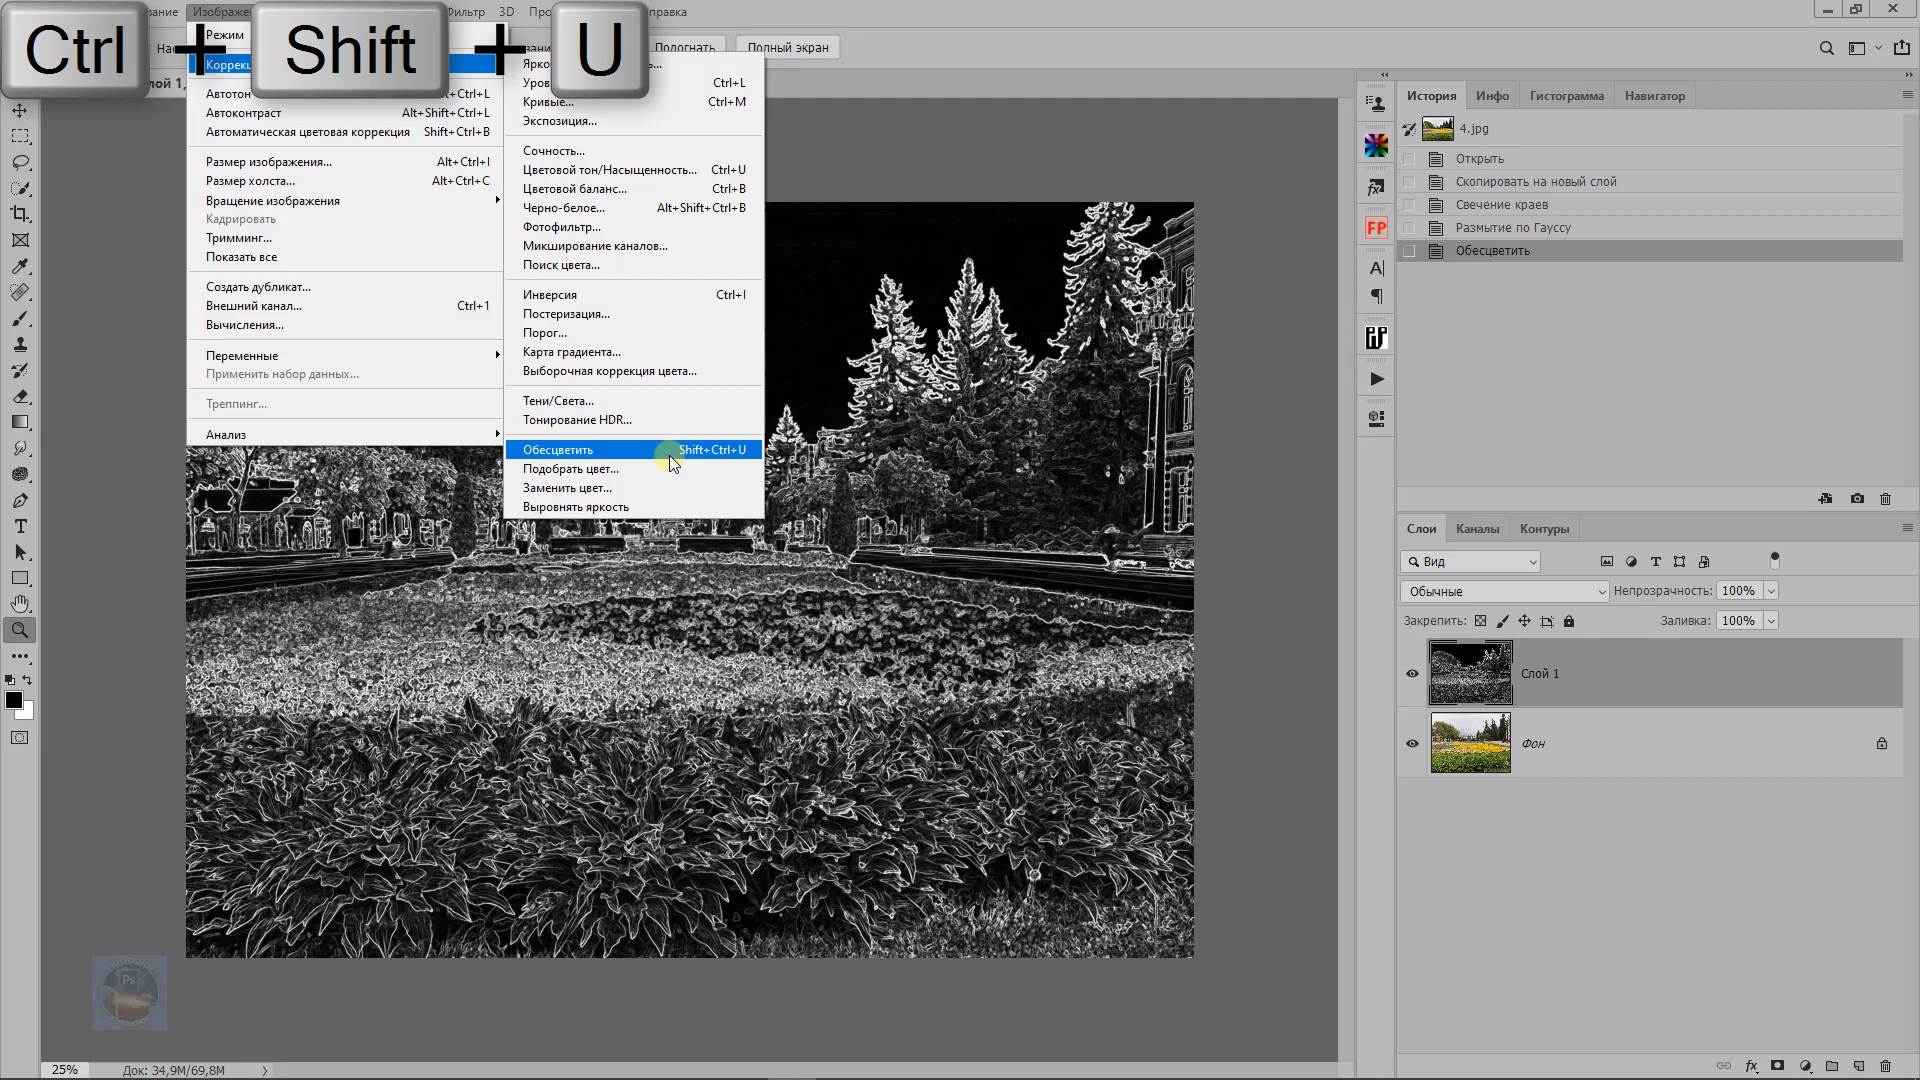 Ctrl + Shift + U
Режим
Подогнать
Полный экран
Автоконтраст Alt+Shift+Ctrl+L
Автоматическая цветовая коррекция Shift+Ctrl+B
Размер изображения... Alt+Ctrl+I
Размер холста... Alt+Ctrl+C
Вращение изображения
Кадрировать
Тримминг...
Показать все
Создать дубликат...
Внешний канал... Ctrl+1
Вычисления...
Переменные
Применить набор данных...
Треппинг...
Анализ
Ctrl+L
Кривые... Ctrl+M
Экспозиция...
Сочность...
Цветовой тон/Насыщенность... Ctrl+U
Цветовой баланс... Ctrl+B
Черно-белое... Alt+Shift+Ctrl+B
Фотофильтр...
Микширование каналов...
Поиск цвета...
Инверсия Ctrl+I
Постеризация...
Порог...
Карта градиента...
Выборочная коррекция цвета...
Тени/Света...
Тонирование HDR...
Обесцветить Shift+Ctrl+U
Подобрать цвет...
Заменить цвет...
Выровнять яркость
3D
История Инфо Гистограмма Навигатор
4.jpg
Открыть
Скопировать на новый слой
Свечение краев
Размытие по Гауссу
Обесцветить
FP
Слои Каналы Контуры
Вид
Обычные Непрозрачность: 100%
Закрепить: Заливка: 100%
Слой 1
Фон
Ps
25% Док: 34,9M/69,8M